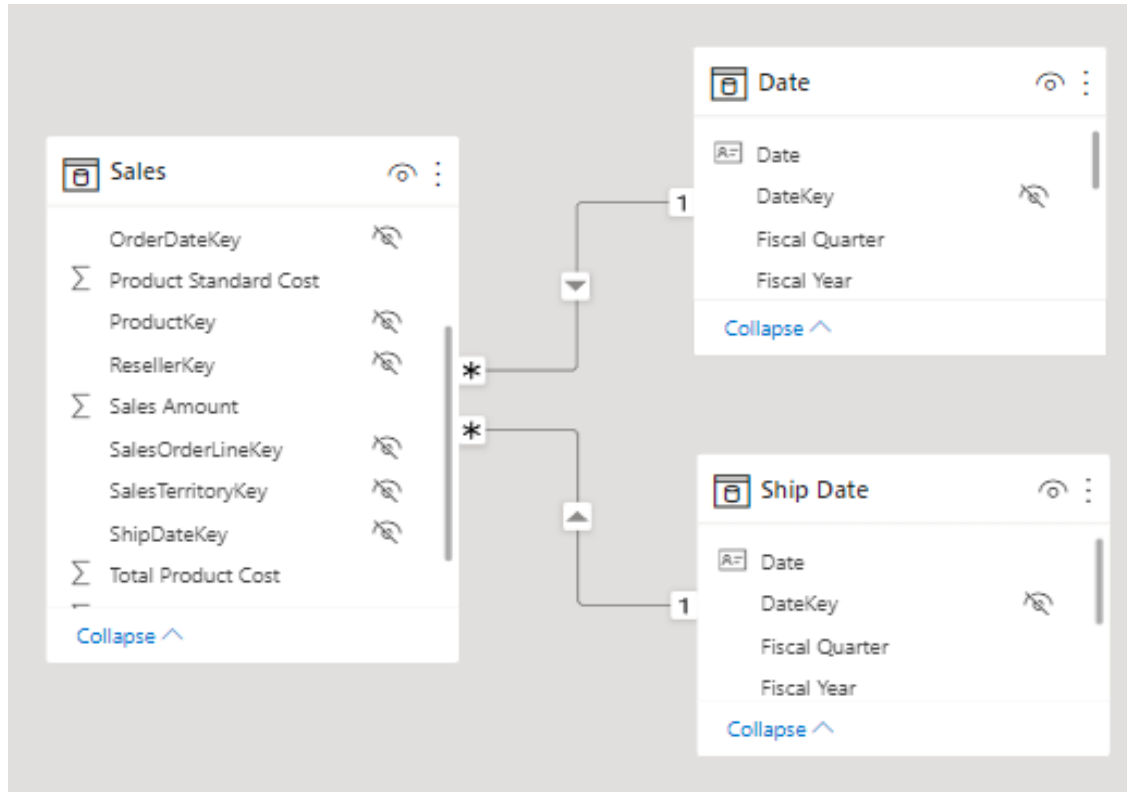 Sales
OrderDateKey
Σ Product Standard Cost
ProductKey
ResellerKey
Σ Sales Amount
SalesOrderLineKey
SalesTerritoryKey
ShipDateKey
Σ Total Product Cost
Collapse
*
*
1
1
Date
Date
DateKey
Fiscal Quarter
Fiscal Year
Collapse
Ship Date
Date
DateKey
Fiscal Quarter
Fiscal Year
Collapse